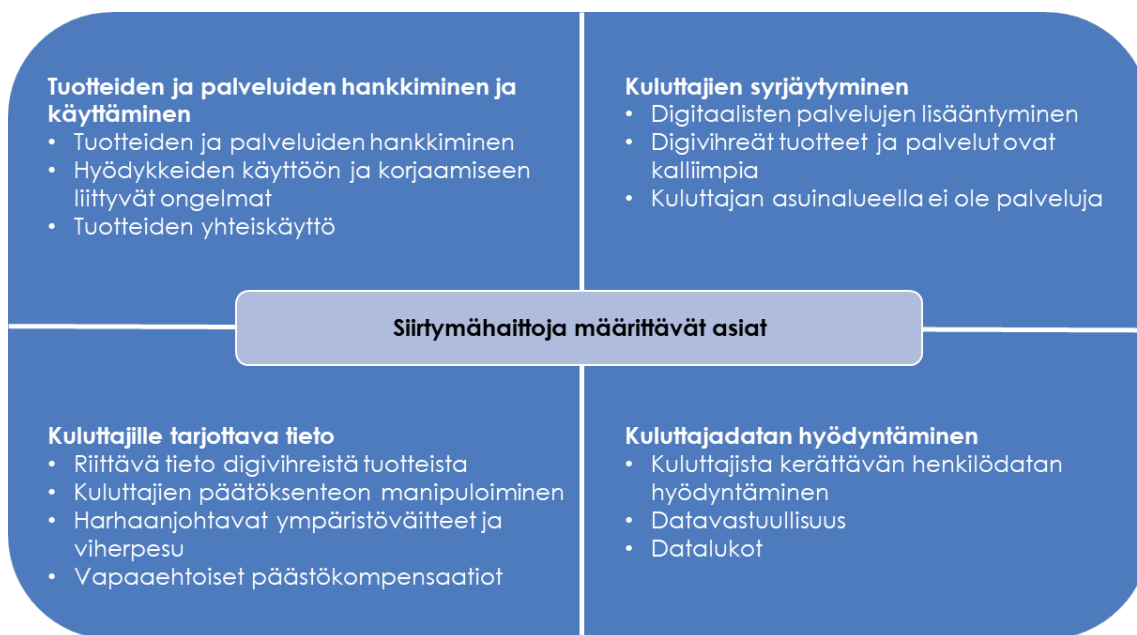 Tuotteiden ja palveluiden hankkiminen ja
käyttäminen
• Tuotteiden ja palveluiden hankkiminen
• Hyödykkeiden käyttöön ja korjaamiseen
liittyvät ongelmat
• Tuotteiden yhteiskäyttö
Kuluttajien syrjäytyminen
• Digitaalisten palvelujen lisääntyminen
• Digivihreät tuotteet ja palvelut ovat
kalliimpia
• Kuluttajan asuinalueella ei ole palveluja
Siirtymähaittoja määrittävät asiat
Kuluttajille tarjottava tieto
• Riittävä tieto digivihreistä tuotteista
• Kuluttajien päätöksenteon manipuloiminen
• Harhaanjohtavat ympäristöväitteet ja
viherpesu
• Vapaaehtoiset päästökompensaatiot
Kuluttajadatan hyödyntäminen
• Kuluttajista kerättävän henkilödatan
hyödyntäminen
• Datavastuullisuus
• Datalukot